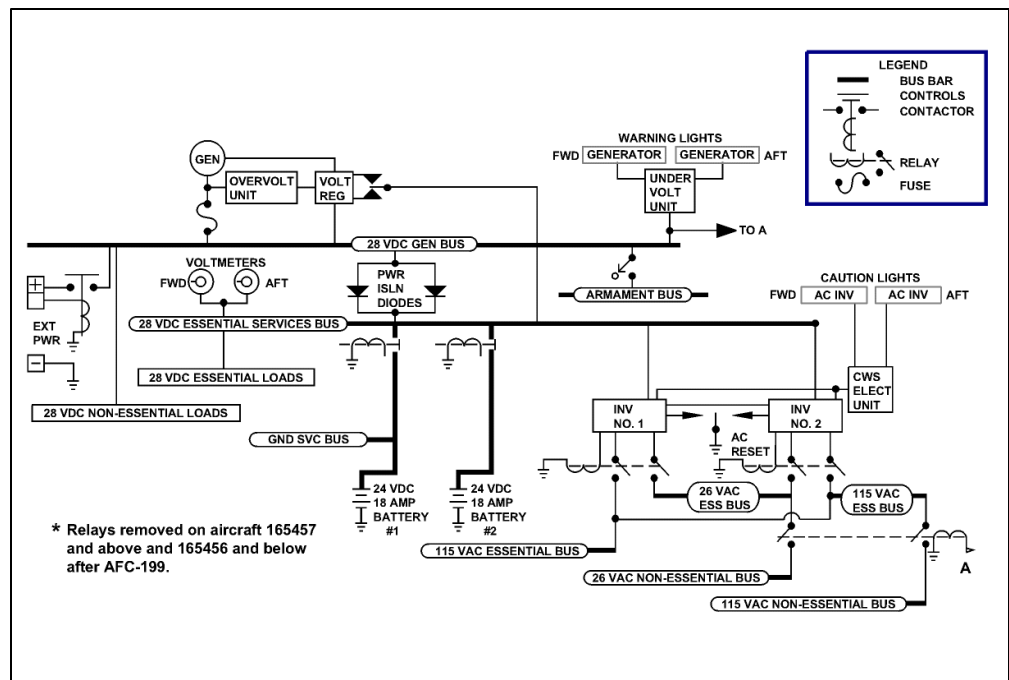 LEGEND
BUS BAR
CONTROLS
CONTACTOR
RELAY
FUSE
WARNING LIGHTS
FWD GENERATOR GENERATOR AFT
UNDER
VOLT
UNIT
TO A
GEN
OVERVOLT
UNIT
VOLT
REG
28 VDC GEN BUS
VOLTMETERS
FWD AFT
PWR
ISLN
DIODES
ARMAMENT BUS
+
EXT
PWR
−
28 VDC ESSENTIAL SERVICES BUS
28 VDC ESSENTIAL LOADS
28 VDC NON-ESSENTIAL LOADS
CAUTION LIGHTS
FWD AC INV AC INV AFT
CWS
ELECT
UNIT
INV
NO. 1
INV
NO. 2
AC
RESET
GND SVC BUS
24 VDC
18 AMP
BATTERY
#1
24 VDC
18 AMP
BATTERY
#2
26 VAC
ESS BUS
115 VAC
ESS BUS
115 VAC ESSENTIAL BUS
A
26 VAC NON-ESSENTIAL BUS
115 VAC NON-ESSENTIAL BUS
* Relays removed on aircraft 165457
and above and 165456 and below
after AFC-199.